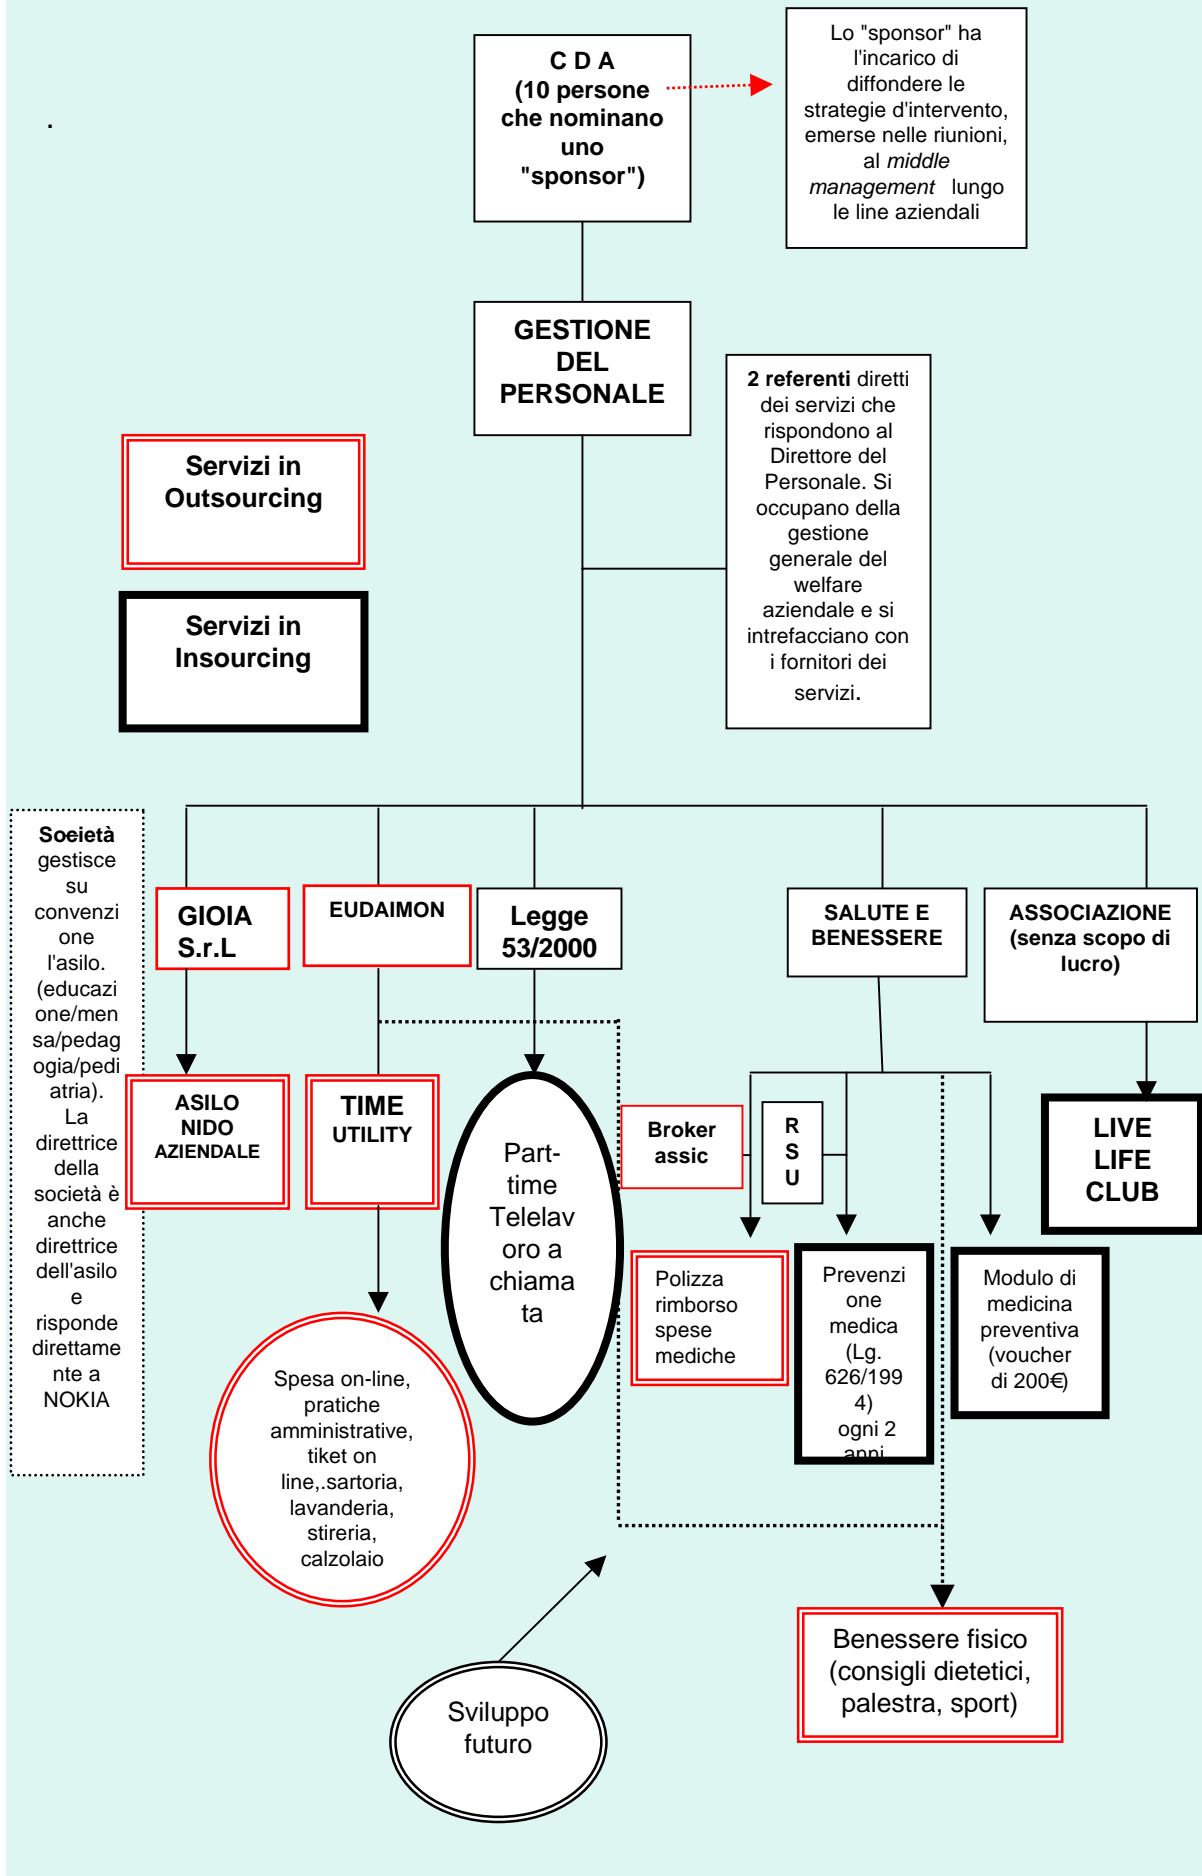 C D A
(10 persone
che nominano
uno
"sponsor")
Lo "sponsor" ha
l'incarico di
diffondere le
strategie d'intervento,
emerse nelle riunioni,
al middle
management lungo
le line aziendali
.
GESTIONE
DEL
PERSONALE
2 referenti diretti
dei servizi che
rispondono al
Direttore del
Personale. Si
occupano della
gestione
generale del
welfare
aziendale e si
intrefacciano con
i fornitori dei
servizi.
Servizi in
Outsourcing
Servizi in
Insourcing
Società
gestisce
su
convenzi
one
l'asilo.
(educazi
one/men
sa/pedag
ogia/pedi
atria).
La
direttrice
della
società è
anche
direttrice
dell'asilo
e
risponde
direttame
nte a
NOKIA
GIOIA
S.r.L
EUDAIMON
Legge
53/2000
SALUTE E
BENESSERE
ASSOCIAZIONE
(senza scopo di
lucro)
ASILO
NIDO
AZIENDALE
TIME
UTILITY
Part-
time
Telelav
oro a
chiama
ta
Broker
assic
R
S
U
LIVE
LIFE
CLUB
Polizza
rimborso
spese
mediche
Prevenzi
one
medica
(Lg.
626/199
4)
ogni 2
anni
Modulo di
medicina
preventiva
(voucher
di 200€)
Spesa on-line,
pratiche
amministrative,
tiket on
line,.sartoria,
lavanderia,
stireria,
calzolaio
Benessere fisico
(consigli dietetici,
palestra, sport)
Sviluppo
futuro